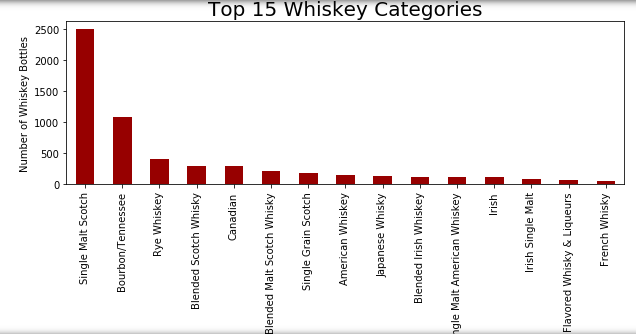 Top 15 Whiskey Categories
Number of Whiskey Bottles
2500
2000
1500
1000
500
0
Single Malt Scotch
Bourbon/Tennessee
Rye Whiskey
Blended Scotch Whisky
Canadian
Blended Malt Scotch Whisky
Single Grain Scotch
American Whiskey
Japanese Whisky
Blended Irish Whiskey
Malt American Whiskey
Irish
Irish Single Malt
Flavored Whisky & Liqueurs
French Whisky